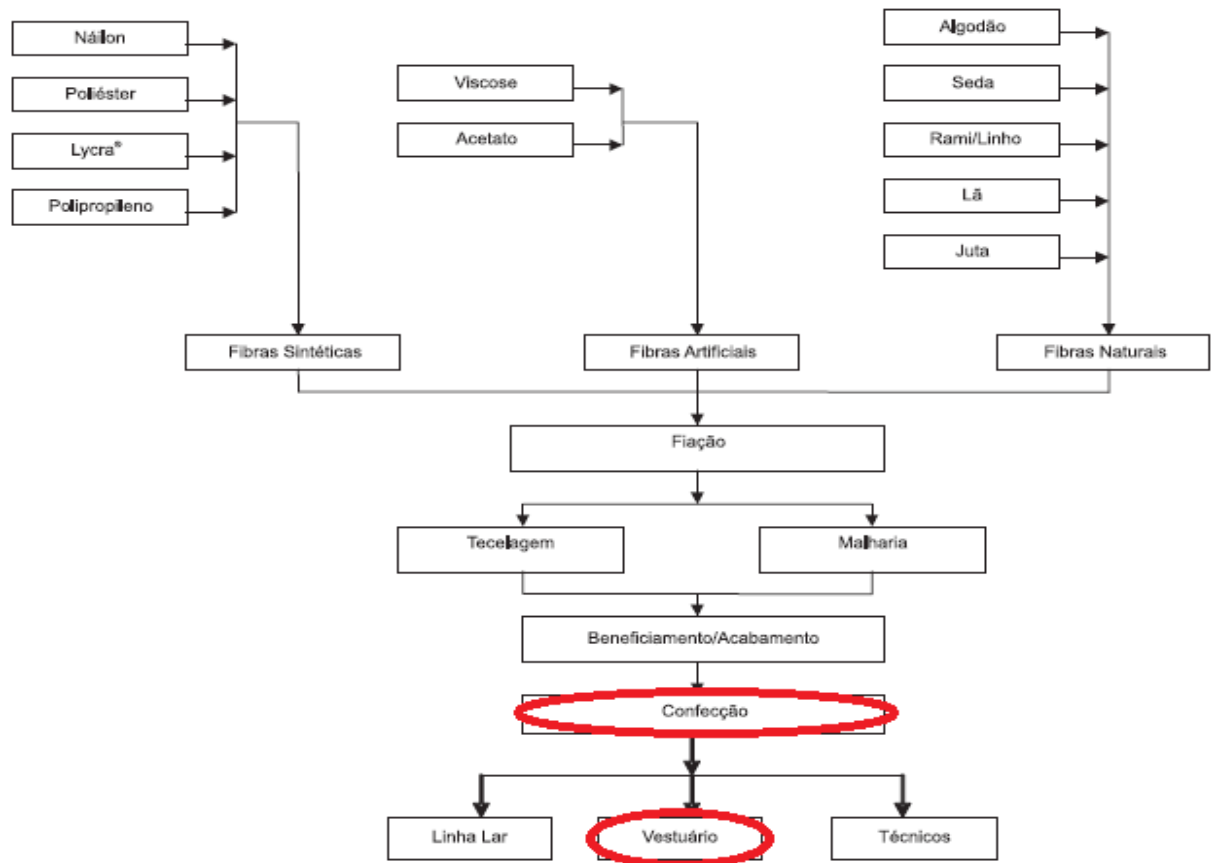 Náilon
Poliéster
Lycra®
Polipropileno
Viscose
Acetato
Algodão
Seda
Rami/Linho
Lã
Juta
Fibras Sintéticas
Fibras Artificiais
Fibras Naturais
Fiação
Tecelagem
Malharia
Beneficiamento/Acabamento
Confecção
Linha Lar
Vestuário
Técnicos